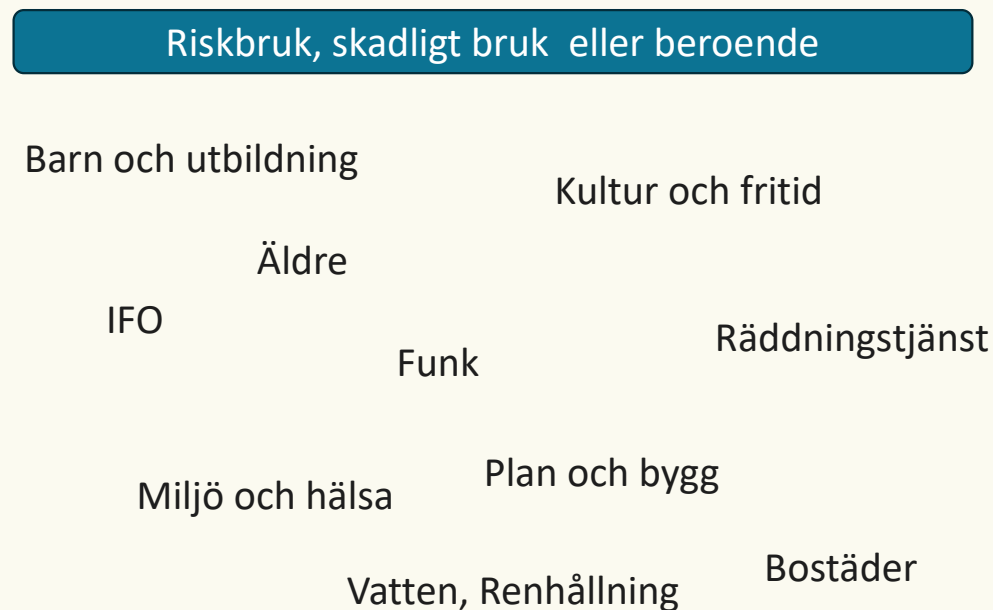 Riskbruk, skadligt bruk  eller beroende
Barn och utbildning
Kultur och fritid
Äldre
IFO
Räddningstjänst
Funk
Plan och bygg
Miljö och hälsa
Bostäder
Vatten, Renhållning